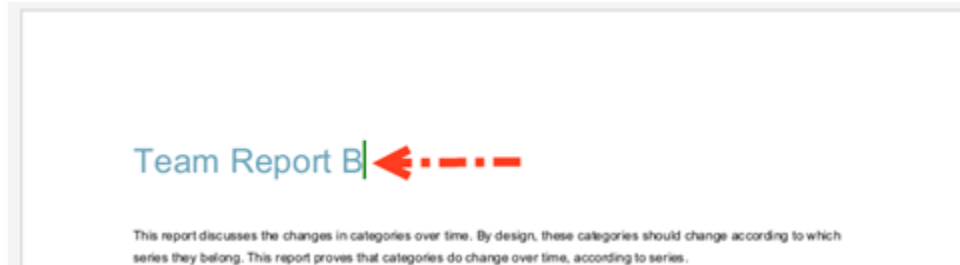 Team Report B
This report discusses the changes in categories over time. By design, these categories should change according to which
series they belong. This report proves that categories do change over time, according to series.